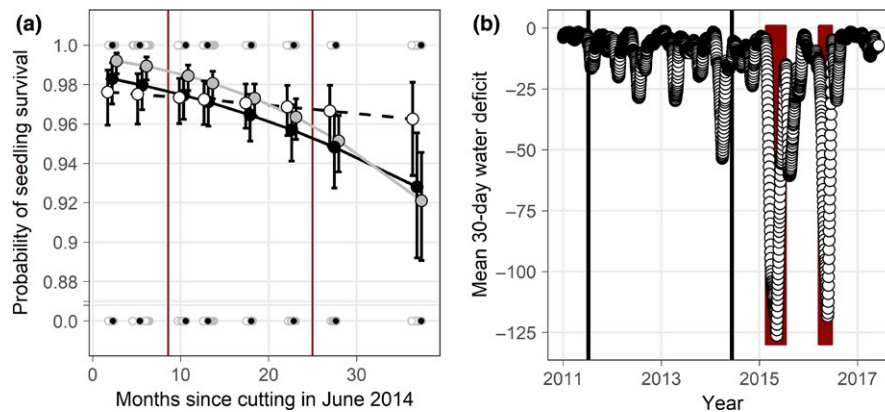 (a)
Probability of seedling survival
1.0
0.98
0.96
0.94
0.92
0.9
0.88
0.0
0 10 20 30
Months since cutting in June 2014
(b)
Mean 30-day water deficit
0
−25
−50
−75
−100
−125
2011 2013 2015 2017
Year